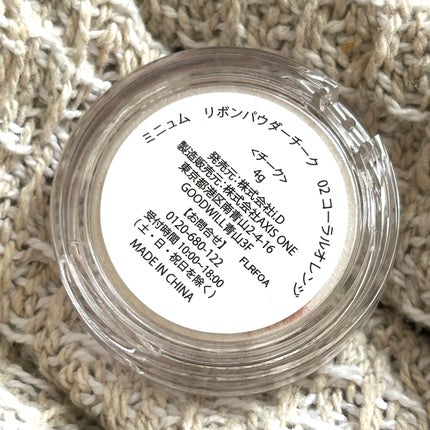 ミニュム リボンパウダーチーク 02 コーラルオレンジ
<チーク>
4g
発売元:株式会社I.D
製造販売元:株式会社AXIS ONE
東京都港区南青山2-4-16
GOODWILL青山3F
FLRFOA
【お問合せ】
0120-680-122
受付時間 10:00~18:00
(土・日・祝日を除く)
MADE IN CHINA